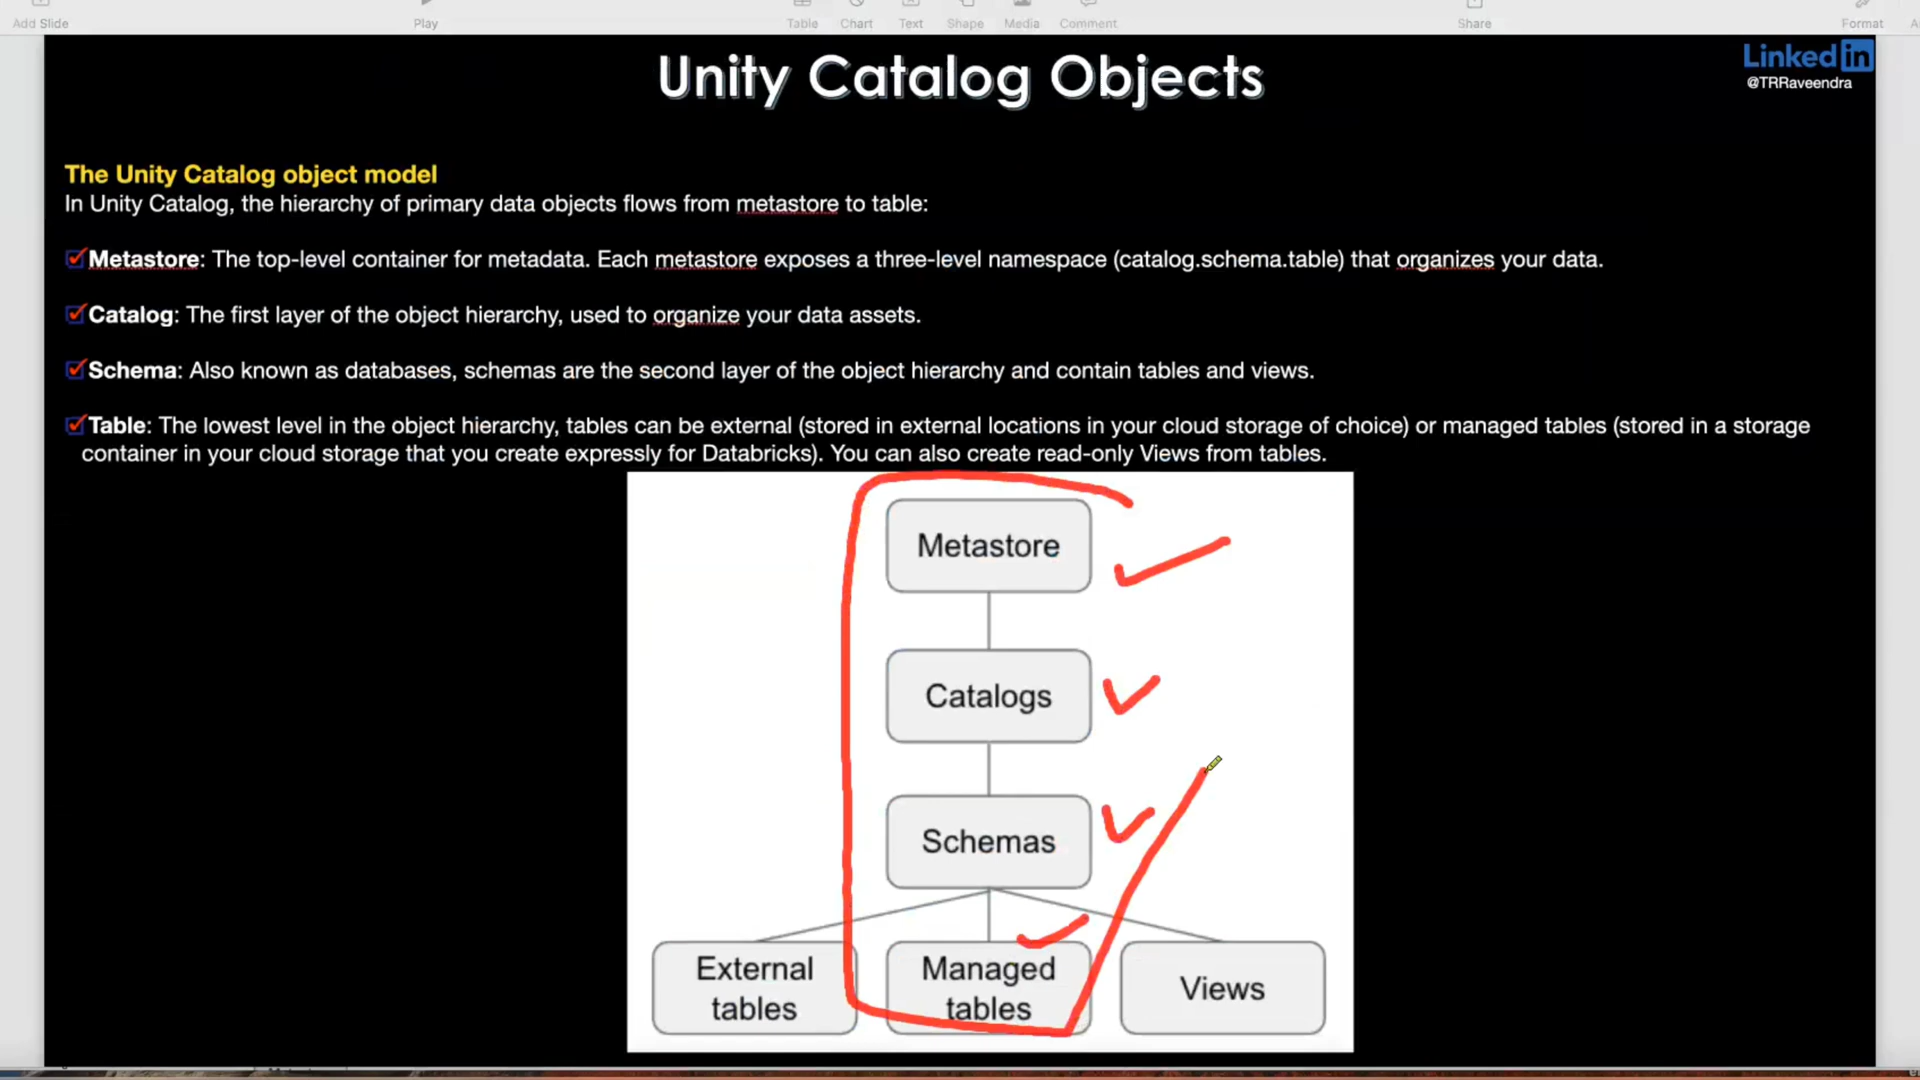 Add Slide
Play
Table
Chart
Text
Shape
Media
Comment
Share
Format
Unity Catalog Objects
Linked in
@TRRaveendra
The Unity Catalog object model
In Unity Catalog, the hierarchy of primary data objects flows from metastore to table:
Metastore: The top-level container for metadata. Each metastore exposes a three-level namespace (catalog.schema.table) that organizes your data.
Catalog: The first layer of the object hierarchy, used to organize your data assets.
Schema: Also known as databases, schemas are the second layer of the object hierarchy and contain tables and views.
Table: The lowest level in the object hierarchy, tables can be external (stored in external locations in your cloud storage of choice) or managed tables (stored in a storage
container in your cloud storage that you create expressly for Databricks). You can also create read-only Views from tables.
Metastore
Catalogs
Schemas
External
tables
Managed
tables
Views